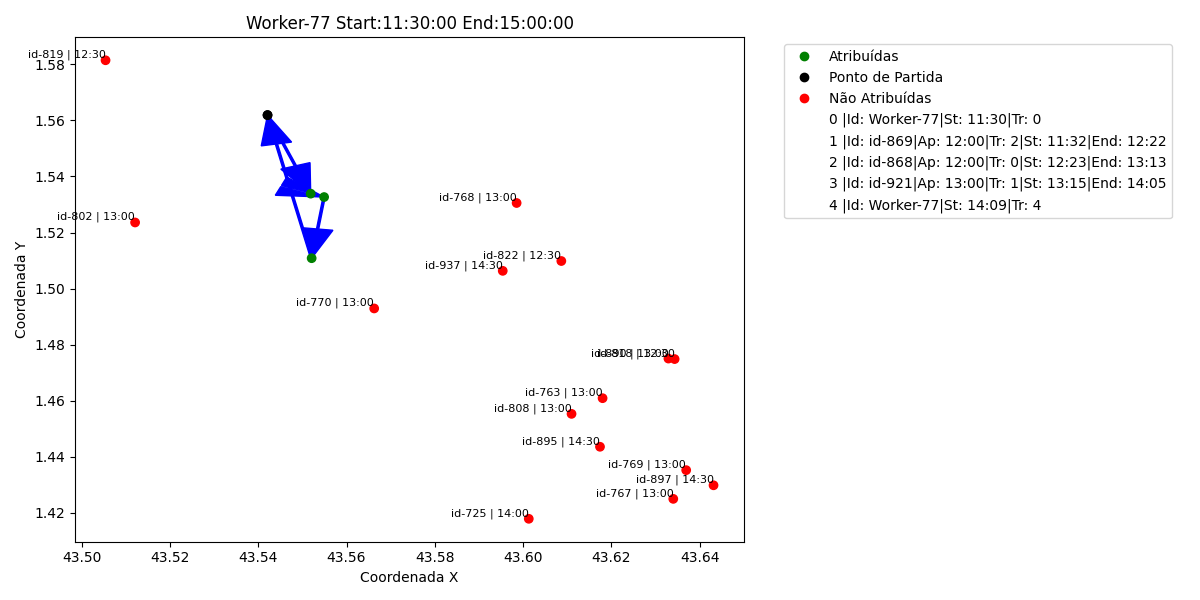 Worker-77 Start:11:30:00 End:15:00:00
Atribuídas
Ponto de Partida
Não Atribuídas
0 |Id: Worker-77|St: 11:30|Tr: 0
1 |Id: id-869|Ap: 12:00|Tr: 2|St: 11:32|End: 12:22
2 |Id: id-868|Ap: 12:00|Tr: 0|St: 12:23|End: 13:13
3 |Id: id-921|Ap: 13:00|Tr: 1|St: 13:15|End: 14:05
4 |Id: Worker-77|St: 14:09|Tr: 4
id-819 | 12:30
id-768 | 13:00
id-802 | 13:00
id-822 | 12:30
id-937 | 14:30
id-770 | 13:00
id-763 | 13:00
id-808 | 13:00
id-895 | 14:30
id-769 | 13:00
id-897 | 14:30
id-767 | 13:00
id-725 | 14:00
Coordenada Y
1.58
1.56
1.54
1.52
1.50
1.48
1.46
1.44
1.42
43.50
43.52
43.54
43.56
43.58
43.60
43.62
43.64
Coordenada X